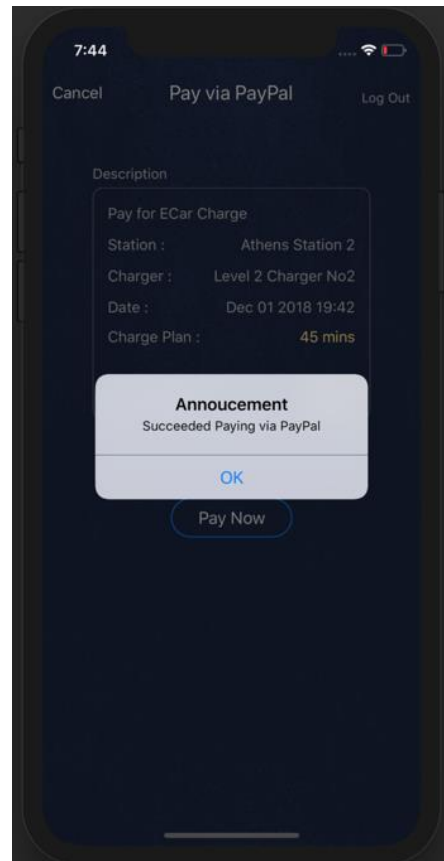 7:44
Cancel Pay via PayPal Log Out
Description
Pay for ECar Charge
Station : Athens Station 2
Charger : Level 2 Charger No2
Date : Dec 01 2018 19:42
Charge Plan : 45 mins
Annoucement
Succeeded Paying via PayPal
OK
Pay Now